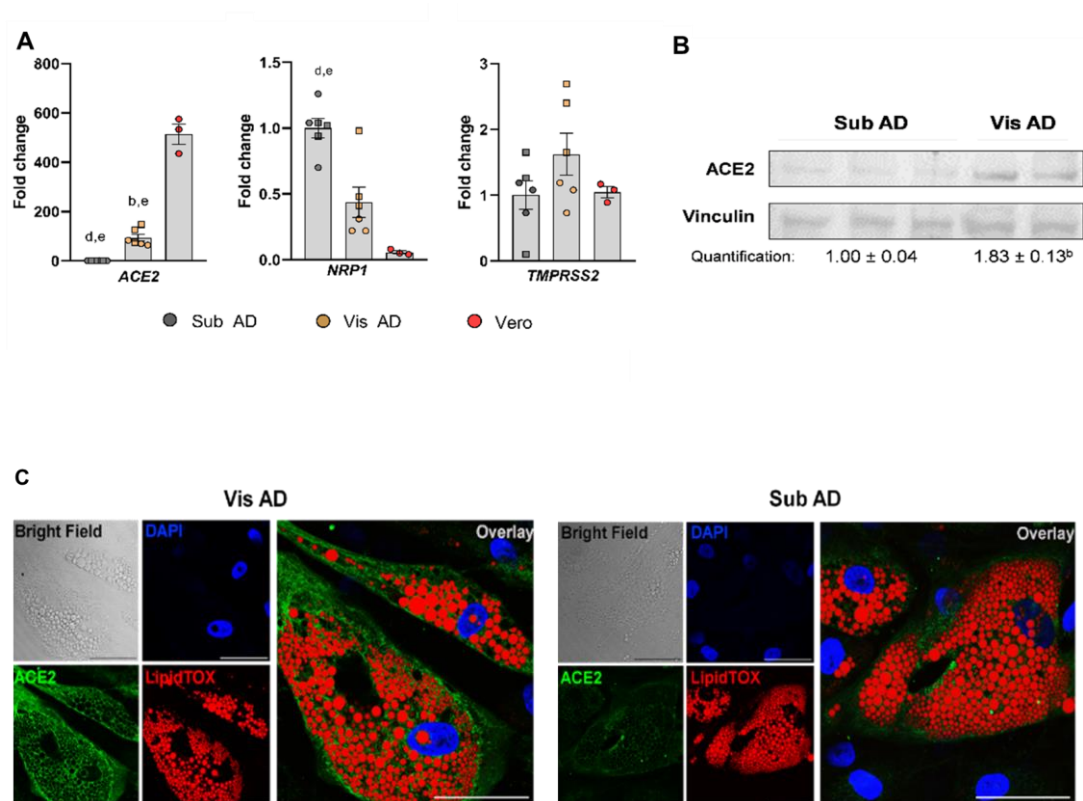 A
800
600
400
200
0
Fold change
d,e
b,e
ACE2
1.5
1.0
0.5
0.0
Fold change
d,e
NRP1
3
2
1
0
Fold change
TMPRSS2
Sub AD
Vis AD
Vero
B
Sub AD
Vis AD
ACE2
Vinculin
Quantification: 1.00 ± 0.04 1.83 ± 0.13ᵇ
C
Vis AD
Bright Field
DAPI
Overlay
ACE2
LipidTOX
Sub AD
Bright Field
DAPI
Overlay
ACE2
LipidTOX